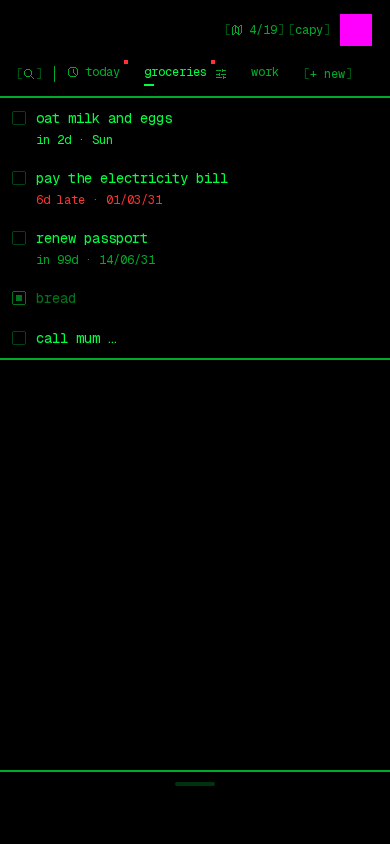 4/19 [capy]
today groceries work [+ new]
oat milk and eggs
in 2d · Sun
pay the electricity bill
6d late · 01/03/31
renew passport
in 99d · 14/06/31
bread
call mum …